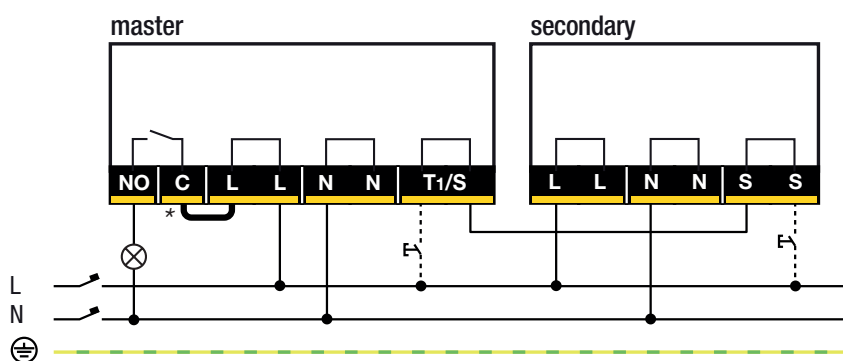 master secondary
NO C L L N N T1/S L L N N S S
*
L
N